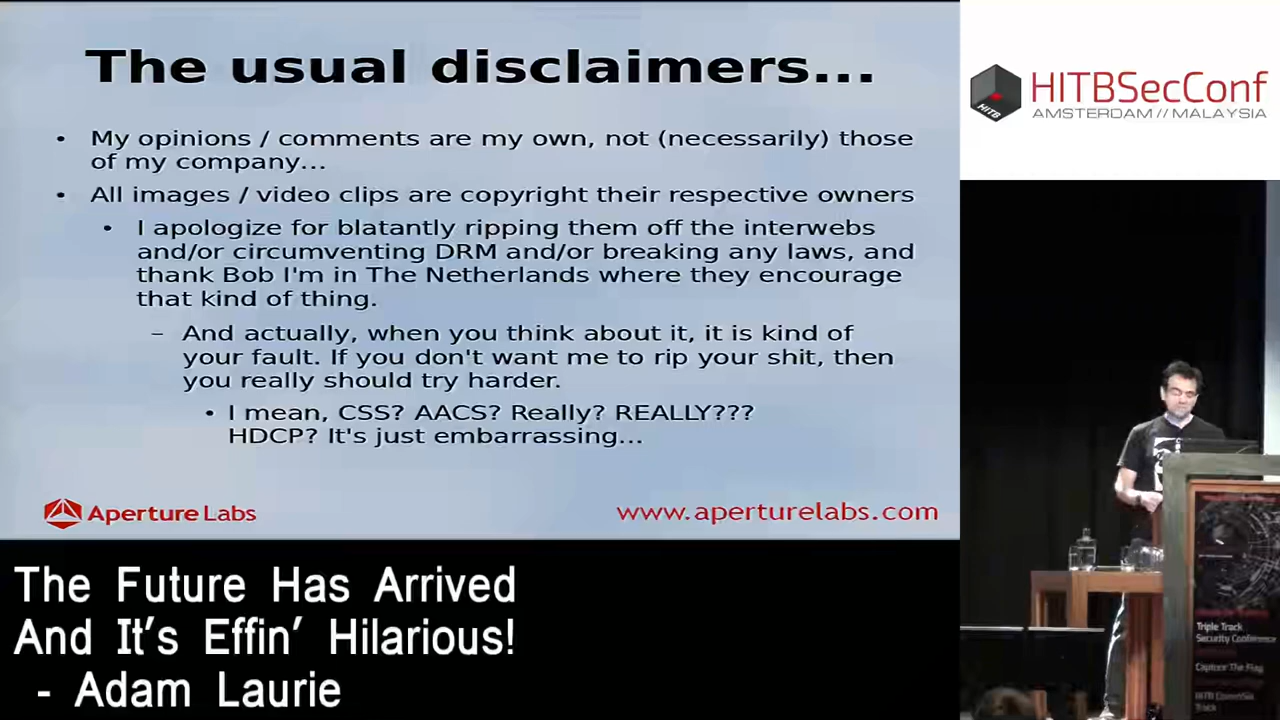 The usual disclaimers...
• My opinions / comments are my own, not (necessarily) those
of my company...
• All images / video clips are copyright their respective owners
• I apologize for blatantly ripping them off the interwebs
and/or circumventing DRM and/or breaking any laws, and
thank Bob I'm in The Netherlands where they encourage
that kind of thing.
– And actually, when you think about it, it is kind of
your fault. If you don't want me to rip your shit, then
you really should try harder.
• I mean, CSS? AACS? Really? REALLY???
HDCP? It's just embarrassing...
Aperture Labs
www.aperturelabs.com
HITB
HITBSecConf
AMSTERDAM // MALAYSIA
The Future Has Arrived
And It's Effin' Hilarious!
- Adam Laurie
Triple Track
Security Conference
Capture The Flag
HITB CommSec
Track